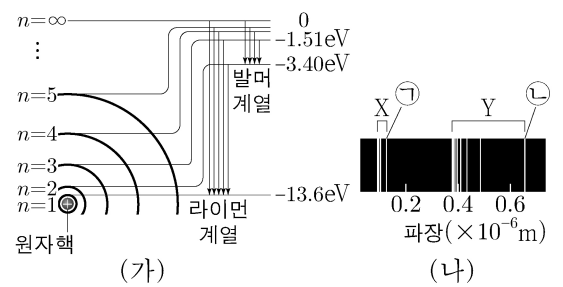 n=∞
n=5
n=4
n=3
n=2
n=1
원자핵
0
−1.51eV
−3.40eV
−13.6eV
발머
계열
라이먼
계열
(가)
X
㉠
Y
㉡
0.2 0.4 0.6
파장(×10⁻⁶m)
(나)